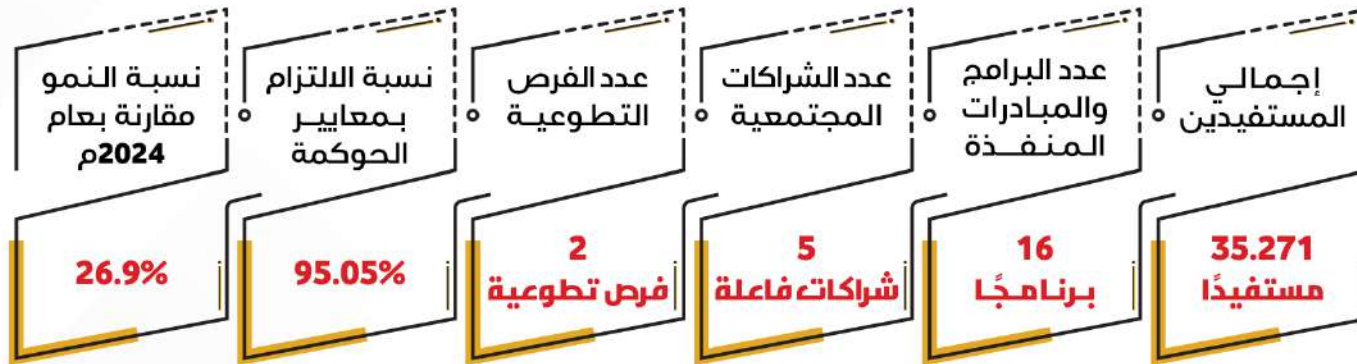 إجمالي
المستفيدين
35.271
مستفيدًا
عدد البرامج
والمبادرات
المنفذة
16
برنامجًا
عدد الشراكات
المجتمعية
5
شراكات فاعلة
عدد الفرص
التطوعية
2
فرص تطوعية
نسبة الالتزام
بمعايير
الحوكمة
95.05%
نسبة النمو
مقارنة بعام
2024م
26.9%